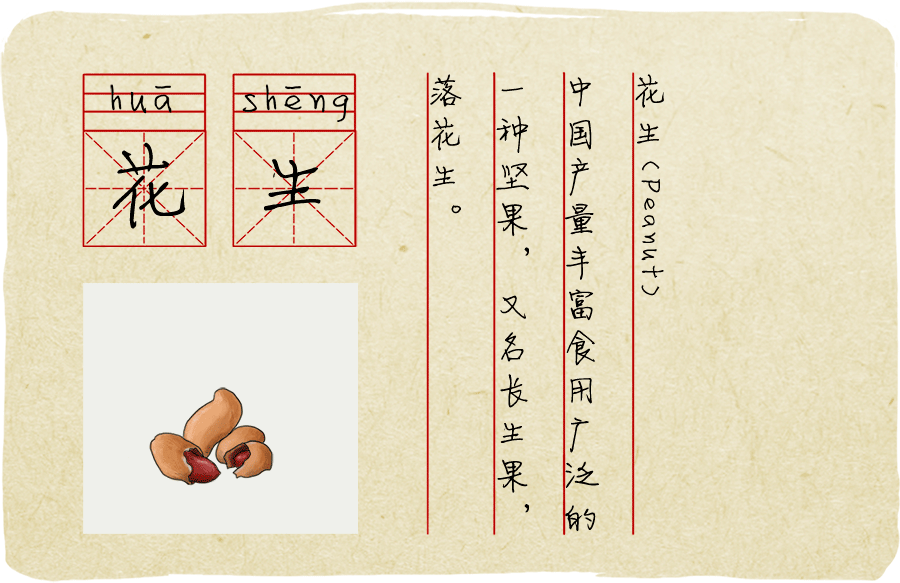 huā shēng
花生
花生(Peanut)
中国产量丰富食用广泛的
一种坚果，又名长生果，
落花生。